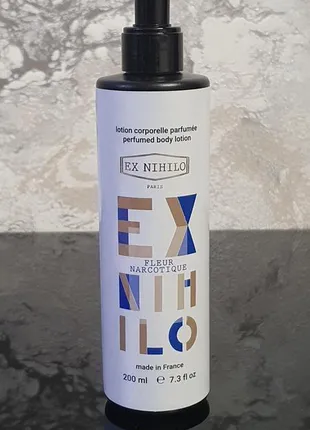 lotion corporelle parfumée
perfumed body lotion
EX NIHILO
PARIS
EX
FLEUR
NARCOTIQUE
NIH
ILO
made in France
200 ml ℮ 7.3 fl oz